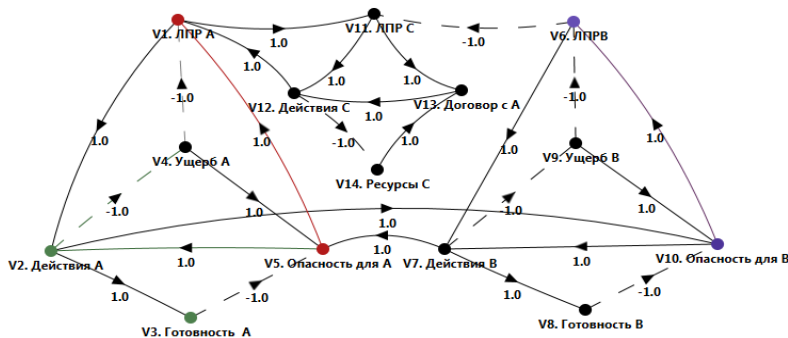 V11. ЛПР C
V1. ЛПР A
V6. ЛПРВ
1.0
-1.0
1.0
1.0
1.0
V12. Действия С
V13. Договор с А
-1.0
-1.0
1.0
1.0
1.0
-1.0
1.0
1.0
1.0
V4. Ущерб А
V9. Ущерб В
V14. Ресурсы С
-1.0
1.0
1.0
-1.0
1.0
V2. Действия А
1.0
V5. Опасность для А
1.0
V7. Действия В
1.0
V10. Опасность для В
1.0
-1.0
1.0
-1.0
V3. Готовность А
V8. Готовность В